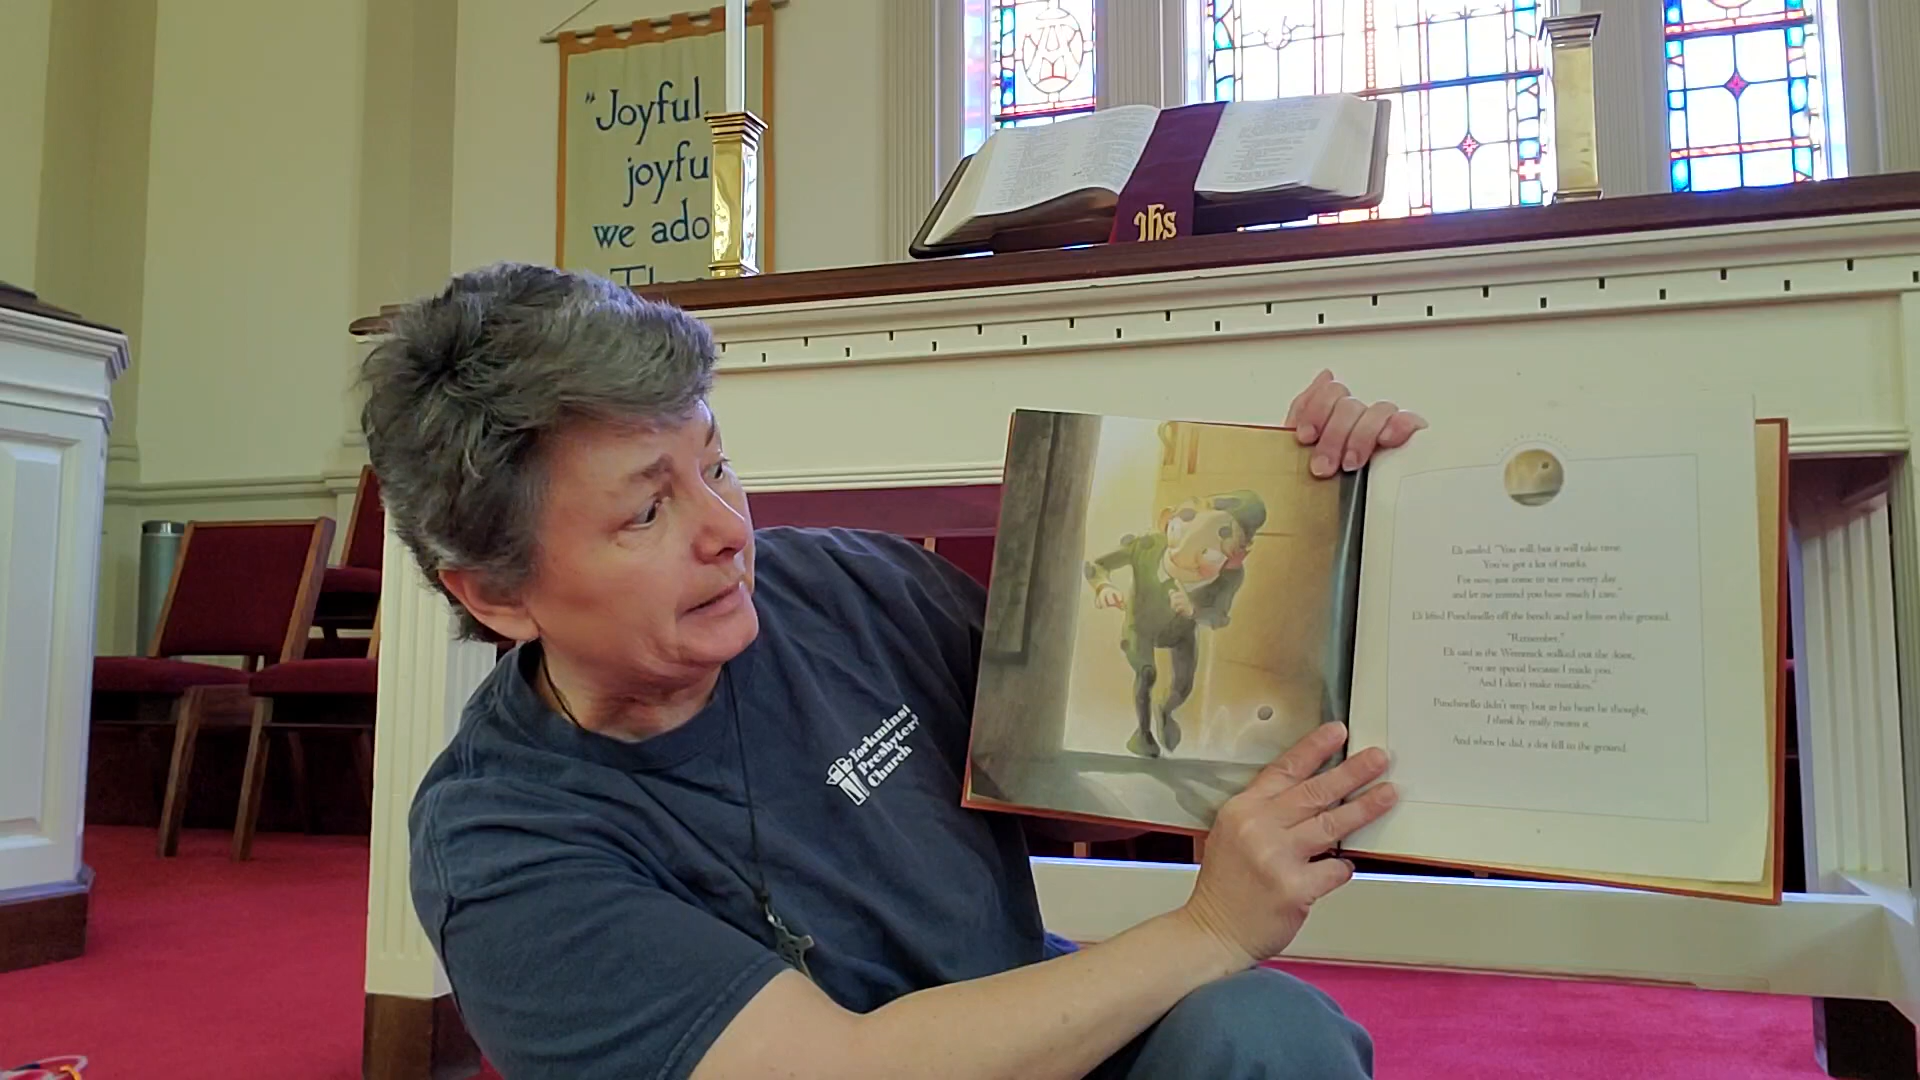 "Joyful,
joyfu
we ado
Thee
ihs
Yorkminster
Presbyterian
Church
Eli smiled. "You will, but it will take time.
You've got a lot of marks.
For now, just come to see me every day
and let me remind you how much I care."
Eli lifted Punchinello off the bench and set him on the ground.
"Remember,"
Eli said as the Wemmick walked out the door,
"you are special because I made you.
And I don't make mistakes."
Punchinello didn't stop, but in his heart he thought,
I think he really means it.
And when he did, a dot fell to the ground.